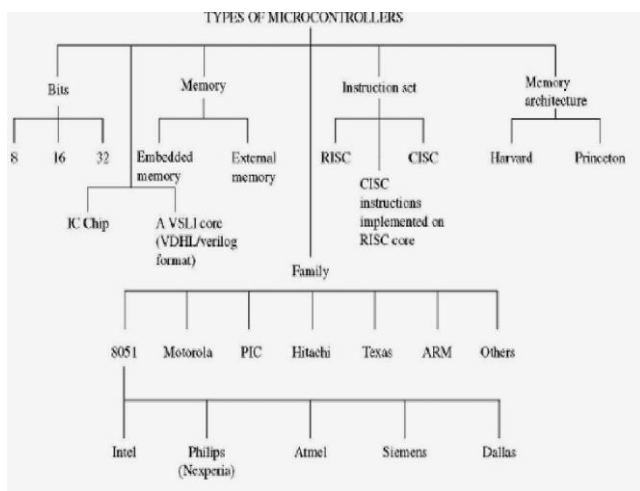 TYPES OF MICROCONTROLLERS
Bits
Memory
Instruction set
Memory
architecture
8
16
32
Embedded
memory
External
memory
RISC
CISC
Harvard
Princeton
CISC
instructions
implemented on
RISC core
IC Chip
A VSLI core
(VDHL/verilog
format)
Family
8051
Motorola
PIC
Hitachi
Texas
ARM
Others
Intel
Philips
(Nexperia)
Atmel
Siemens
Dallas